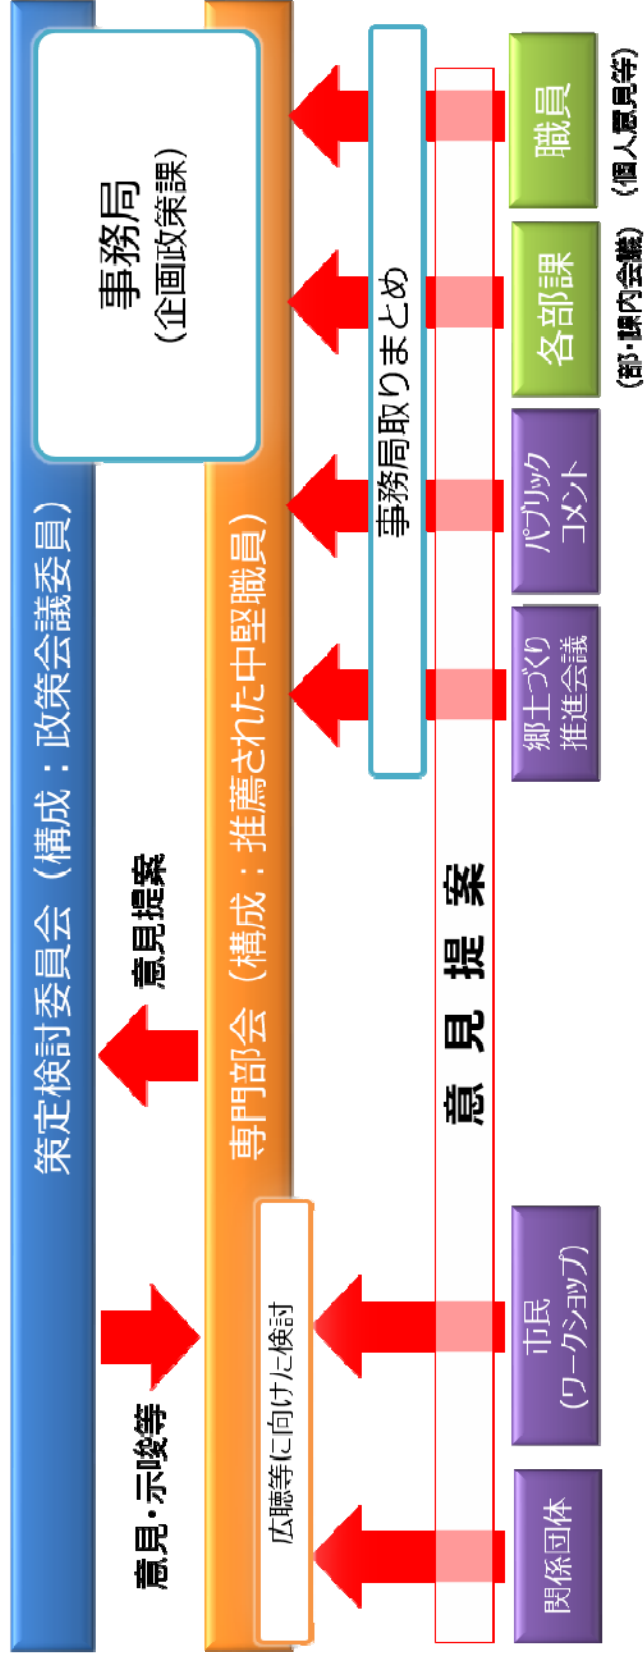 策定検討委員会（構成：政策会議委員）
事務局
（企画政策課）
意見・示唆等
意見提案
専門部会（構成：推薦された中堅職員）
広聴等に向けた検討
事務局取りまとめ
意見提案
関係団体
市民
（ワークショップ）
郷土づくり
推進会議
パブリック
コメント
各部課
職員
（部・課内会議）
（個人意見等）